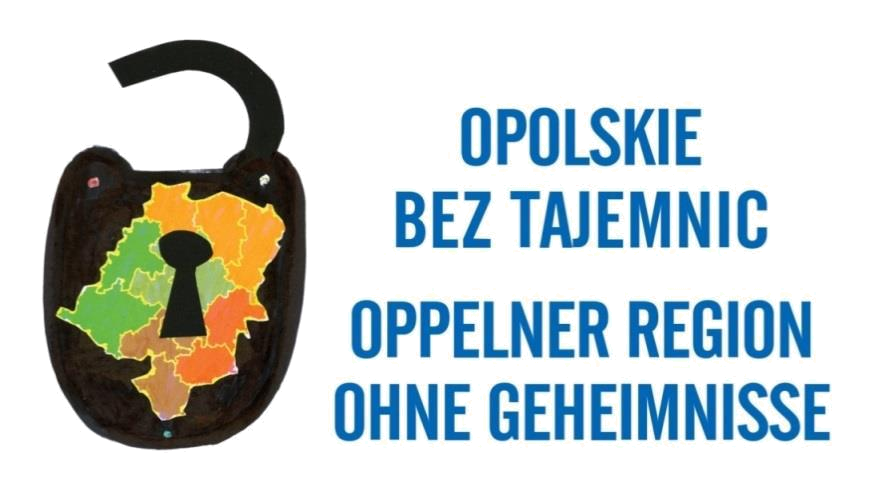 OPOLSKIE
BEZ TAJEMNIC
OPPELNER REGION
OHNE GEHEIMNISSE